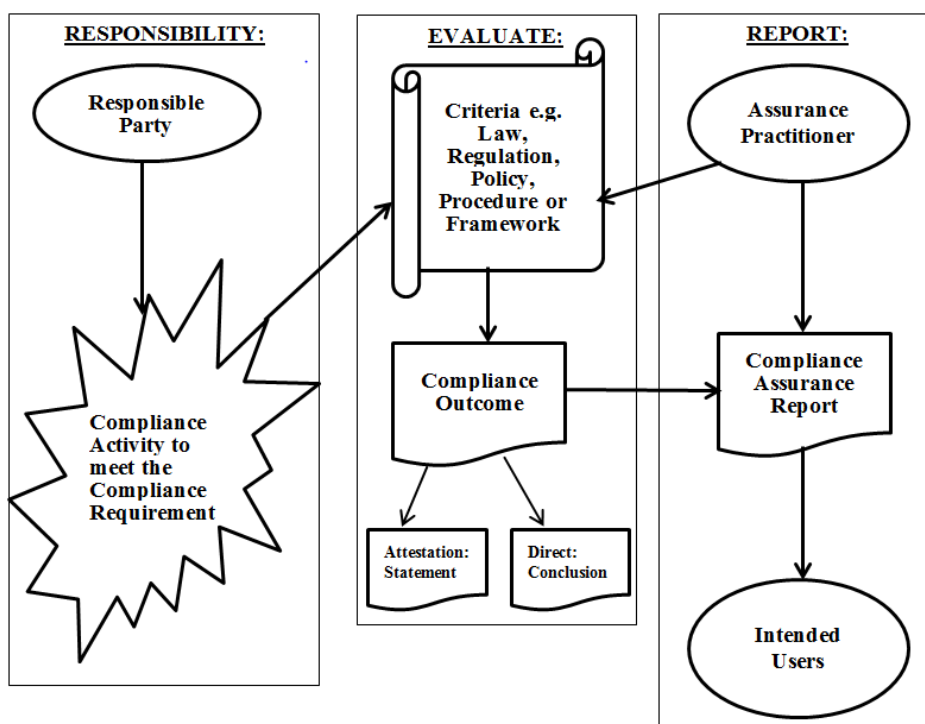 RESPONSIBILITY:
Responsible
Party
Compliance
Activity to
meet the
Compliance
Requirement
EVALUATE:
Criteria e.g.
Law,
Regulation,
Policy,
Procedure or
Framework
Compliance
Outcome
Attestation:
Statement
Direct:
Conclusion
REPORT:
Assurance
Practitioner
Compliance
Assurance
Report
Intended
Users